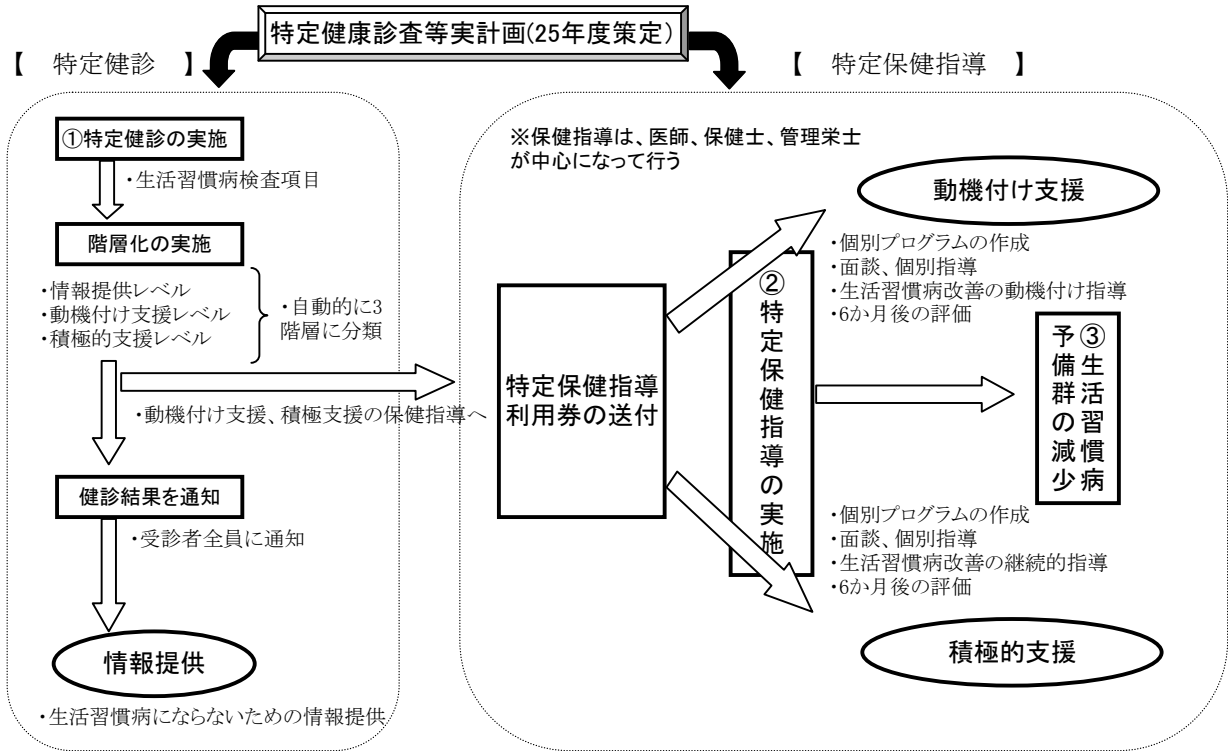 特定健康診査等実計画(25年度策定)
【 特定健診 】
①特定健診の実施
・生活習慣病検査項目
階層化の実施
・情報提供レベル
・動機付け支援レベル
・積極的支援レベル
・自動的に3
階層に分類
・動機付け支援、積極支援の保健指導へ
健診結果を通知
・受診者全員に通知
情報提供
・生活習慣病にならないための情報提供
【 特定保健指導 】
※保健指導は、医師、保健士、管理栄士
が中心になって行う
特定保健指導
利用券の送付
②特定保健指導の実施
動機付け支援
・個別プログラムの作成
・面談、個別指導
・生活習慣病改善の動機付け指導
・6か月後の評価
③生活習慣病
予備群の減少
・個別プログラムの作成
・面談、個別指導
・生活習慣病改善の継続的指導
・6か月後の評価
積極的支援